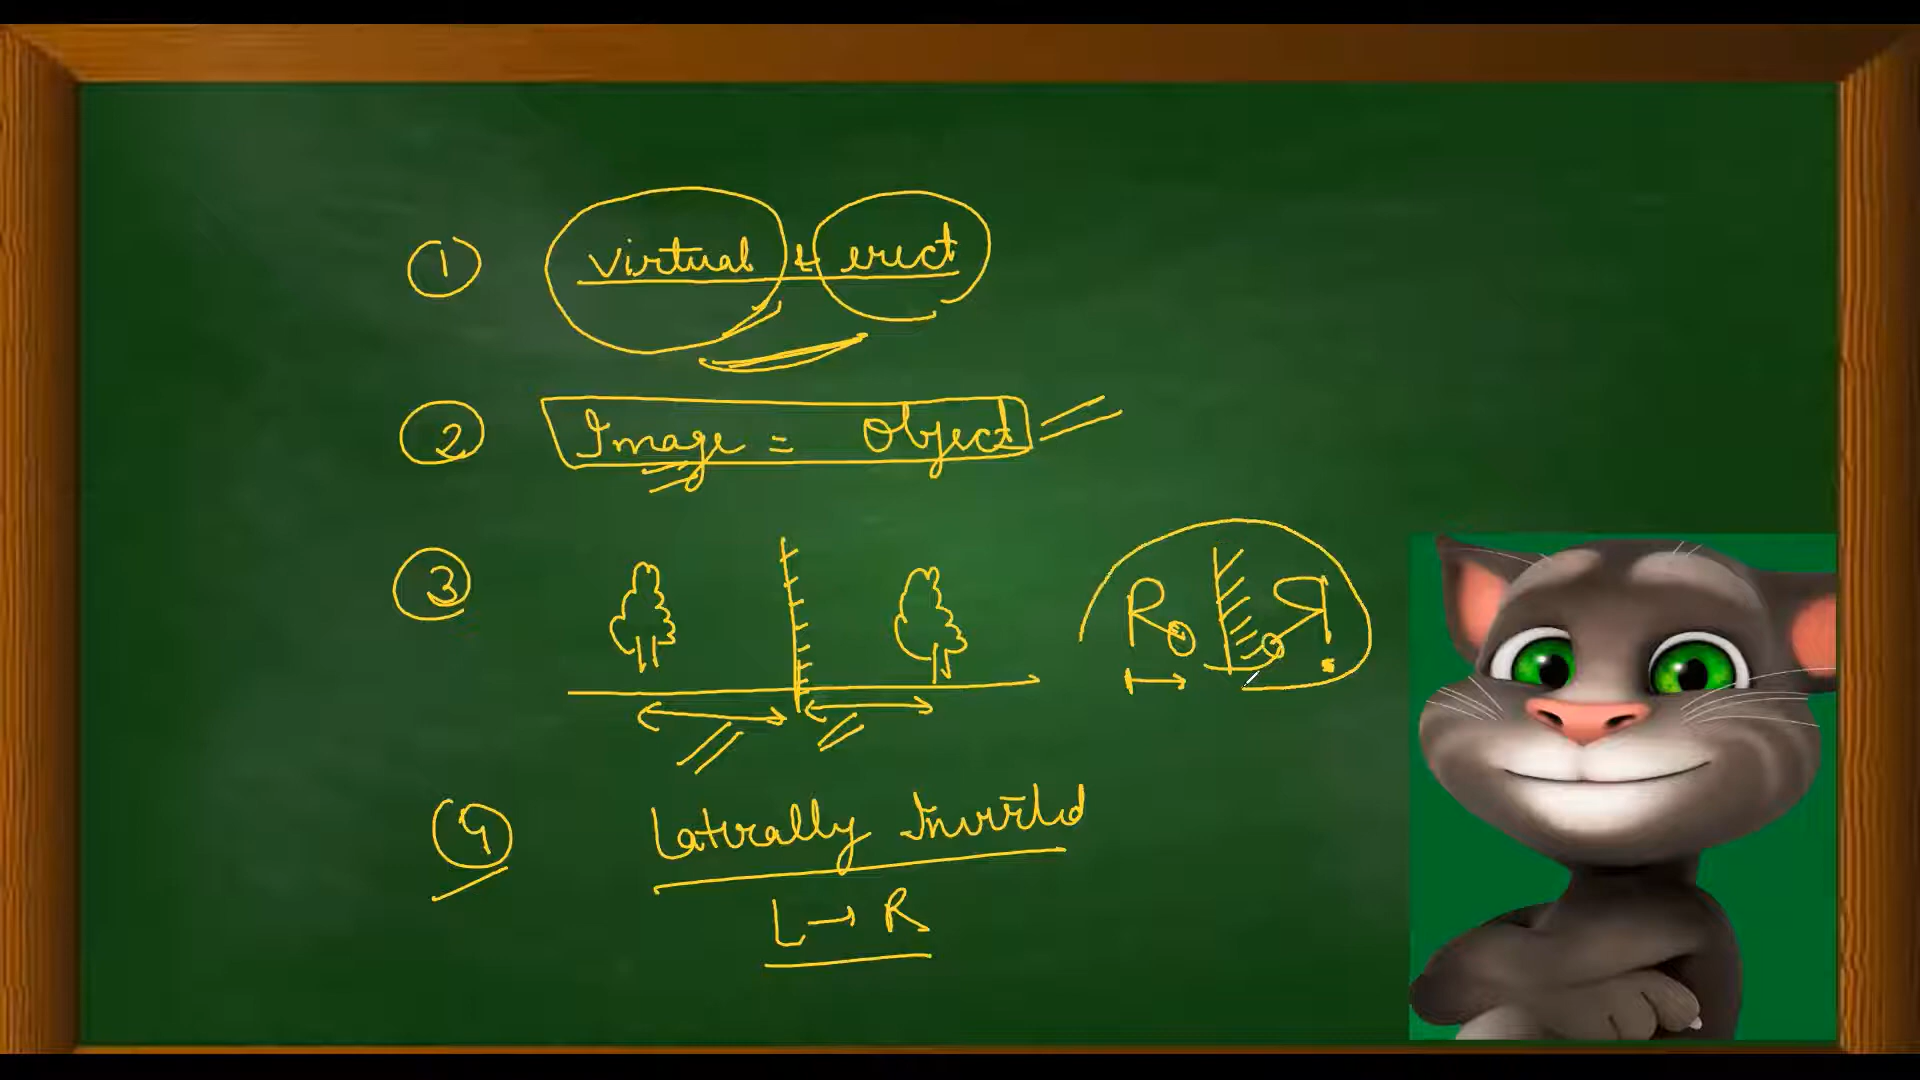 ① virtual & erect
② Image = Object
③ R Я
④ Laterally Inverted
L → R